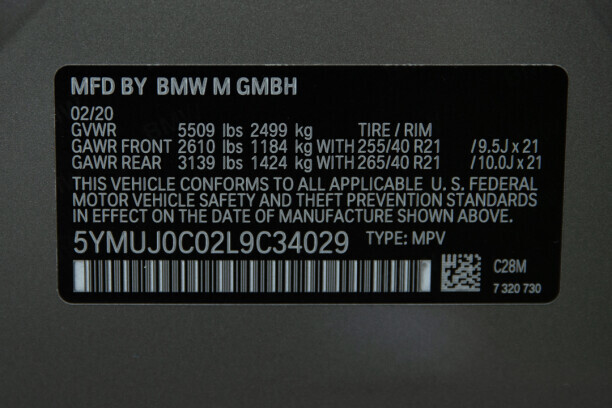 MFD BY BMW M GMBH
02/20
GVWR 5509 lbs 2499 kg TIRE / RIM
GAWR FRONT 2610 lbs 1184 kg WITH 255/40 R21 /9.5J x 21
GAWR REAR 3139 lbs 1424 kg WITH 265/40 R21 /10.0J x 21
THIS VEHICLE CONFORMS TO ALL APPLICABLE U. S. FEDERAL
MOTOR VEHICLE SAFETY AND THEFT PREVENTION STANDARDS
IN EFFECT ON THE DATE OF MANUFACTURE SHOWN ABOVE.
5YMUJ0C02L9C34029 TYPE: MPV
C28M
7 320 730